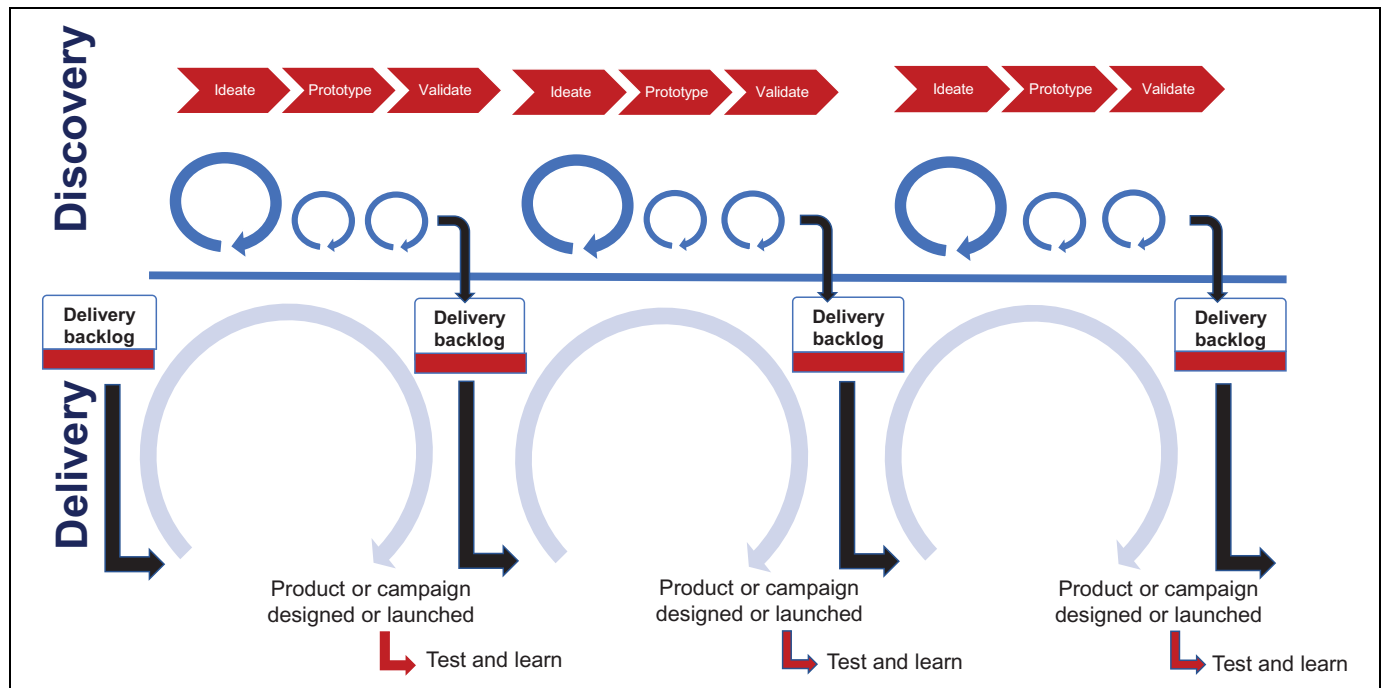 Discovery
Ideate
Prototype
Validate
Ideate
Prototype
Validate
Ideate
Prototype
Validate
Delivery
Delivery
backlog
Delivery
backlog
Delivery
backlog
Delivery
backlog
Product or campaign
designed or launched
Test and learn
Product or campaign
designed or launched
Test and learn
Product or campaign
designed or launched
Test and learn